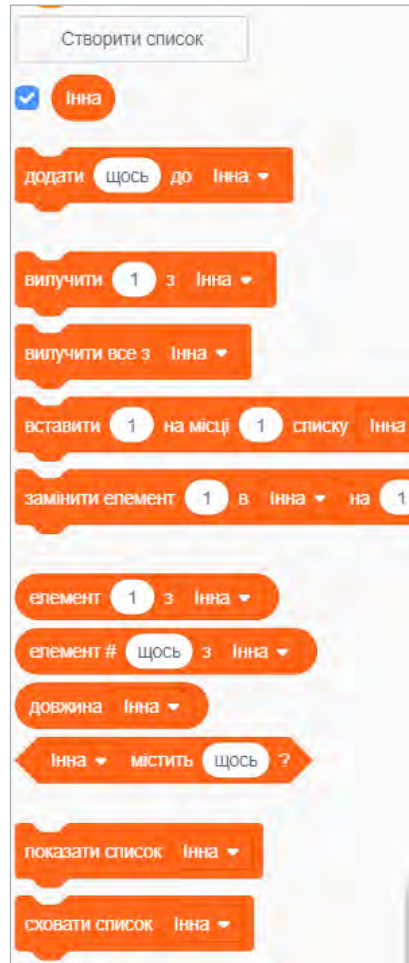 Створити список
Інна
додати щось до Інна
вилучити 1 з Інна
вилучити все з Інна
вставити 1 на місці 1 списку Інна
замінити елемент 1 в Інна на 1
елемент 1 з Інна
елемент # щось з Інна
довжина Інна
Інна містить щось ?
показати список Інна
сховати список Інна